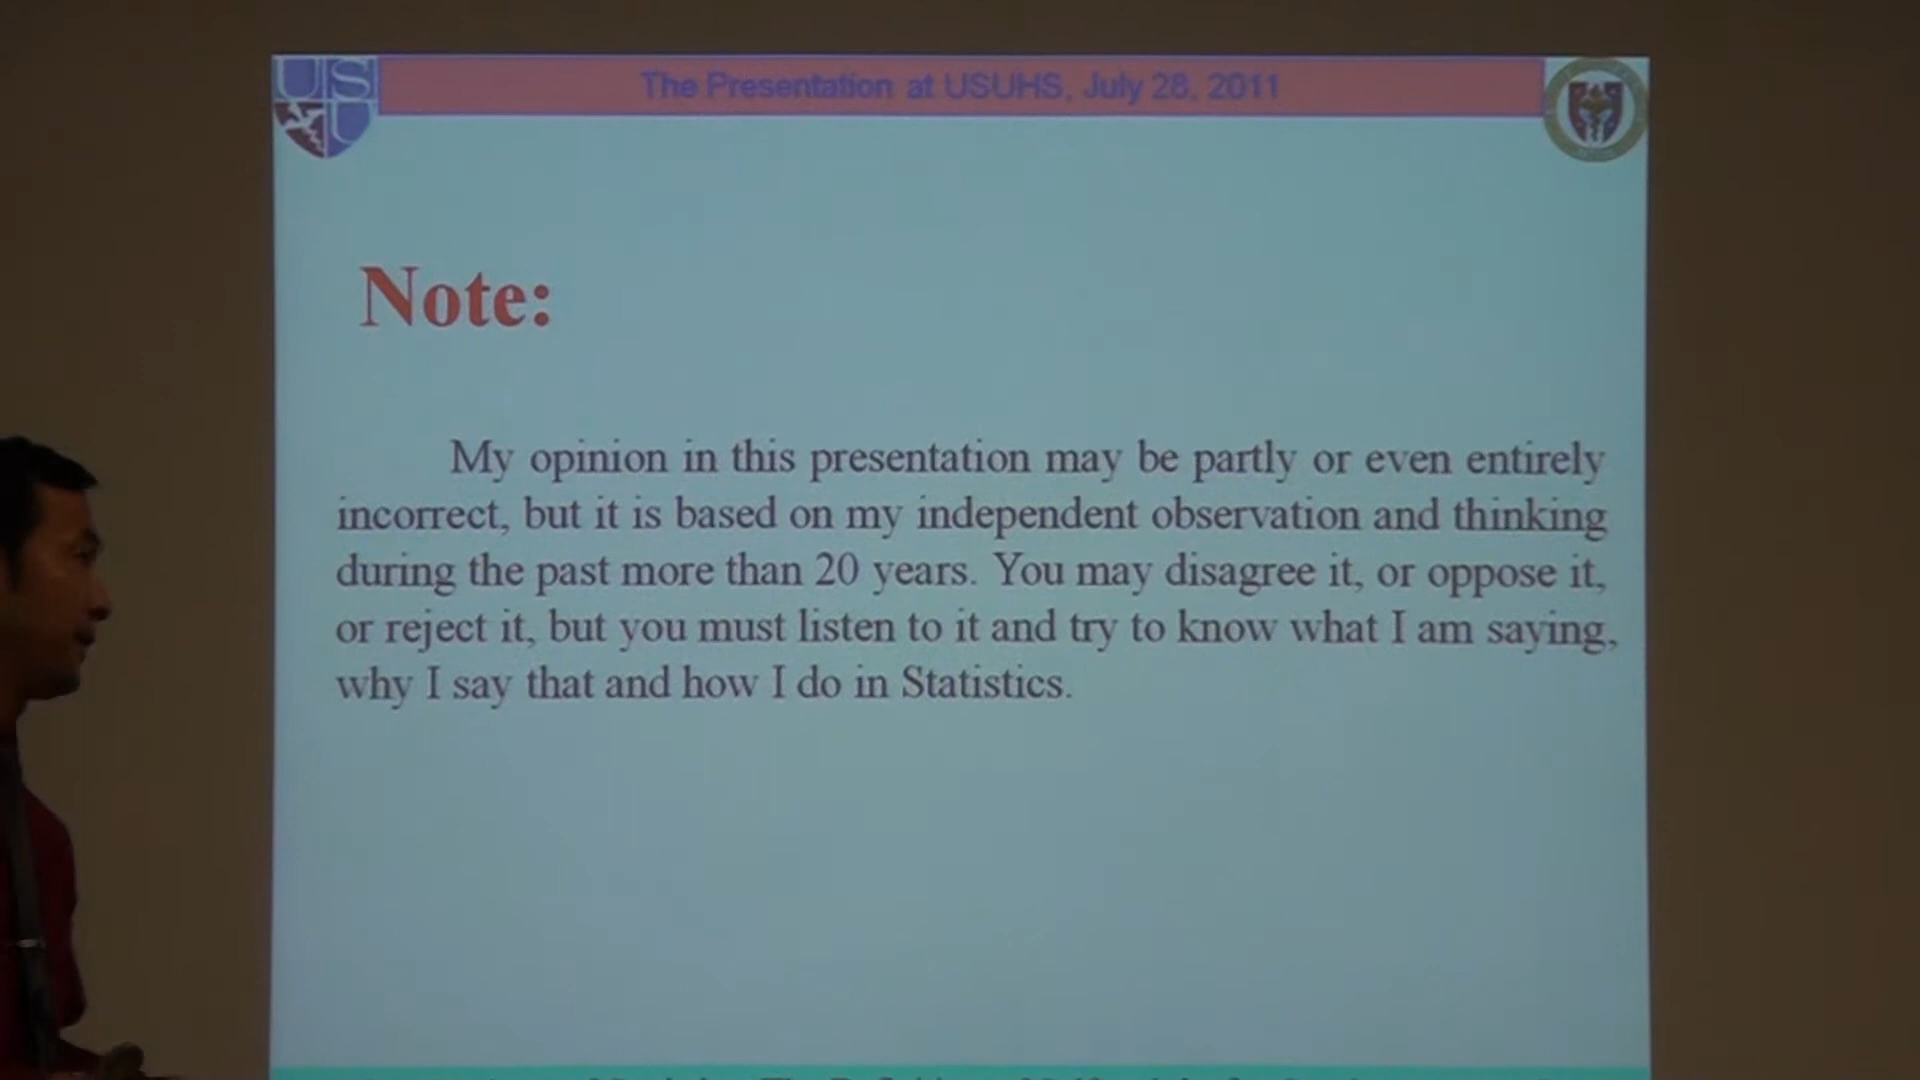 US
U
The Presentation at USUHS, July 28, 2011
Note:
My opinion in this presentation may be partly or even entirely
incorrect, but it is based on my independent observation and thinking
during the past more than 20 years. You may disagree it, or oppose it,
or reject it, but you must listen to it and try to know what I am saying,
why I say that and how I do in Statistics.